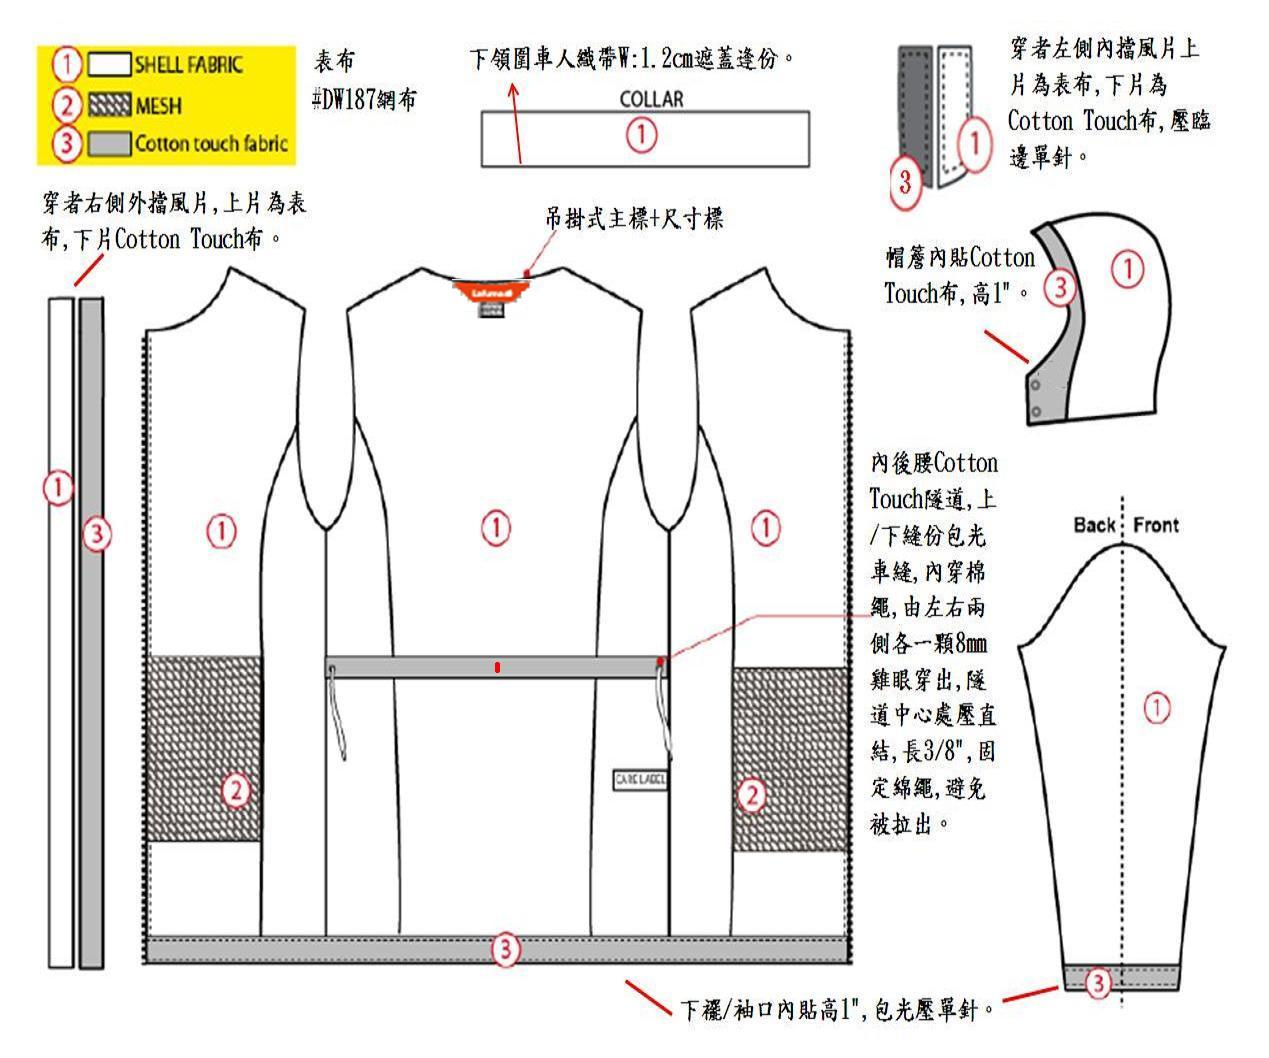 1 SHELL FABRIC
表布
2 MESH
#DW187網布
3 Cotton touch fabric
下領圍車人織帶W:1.2cm遮蓋逢份。
COLLAR
1
3
1
穿者左側內擋風片上
片為表布,下片為
Cotton Touch布,壓臨
邊單針。
穿者右側外擋風片,上片為表
布,下片Cotton Touch布。
吊掛式主標+尺寸標
帽簷內貼Cotton
Touch布,高1"。
3
1
1
3
1
1
1
2
2
CARE LABEL
3
內後腰Cotton
Touch隧道,上
/下縫份包光
車縫,內穿棉
繩,由左右兩
側各一顆8mm
雞眼穿出,隧
道中心處壓直
結,長3/8",固
定綿繩,避免
被拉出。
Back Front
1
3
下襬/袖口內貼高1",包光壓單針。